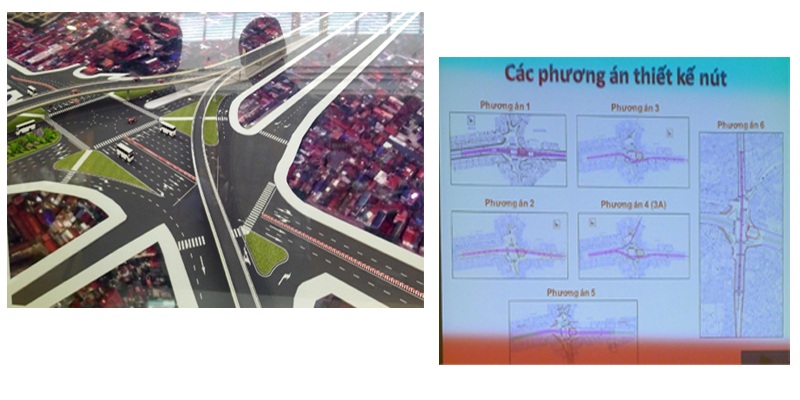 Các phương án thiết kế nút
Phương án 1
Phương án 3
Phương án 6
Phương án 2
Phương án 4 (3A)
Phương án 5